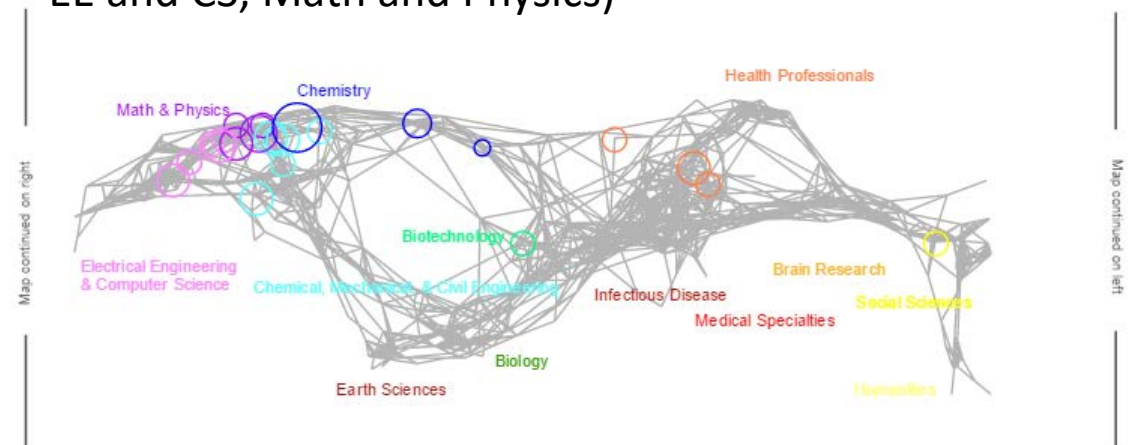 EE and CS, Math and Physics)
Health Professionals
Chemistry
Math & Physics
Map continued on right
Map continued on left
Biotechnology
Electrical Engineering
& Computer Science
Chemical, Mechanical, & Civil Engineering
Brain Research
Infectious Disease
Social Sciences
Medical Specialties
Biology
Earth Sciences
Humanities